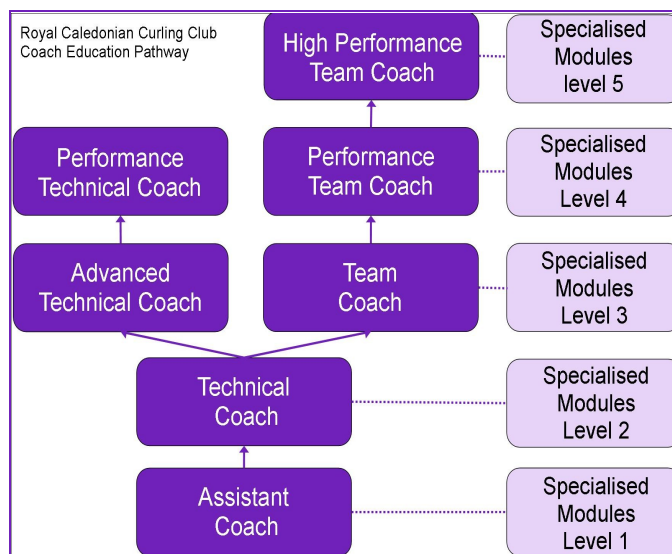 Royal Caledonian Curling Club
Coach Education Pathway
High Performance
Team Coach
Specialised
Modules
level 5
Performance
Technical Coach
Performance
Team Coach
Specialised
Modules
Level 4
Advanced
Technical Coach
Team
Coach
Specialised
Modules
Level 3
Technical
Coach
Specialised
Modules
Level 2
Assistant
Coach
Specialised
Modules
Level 1